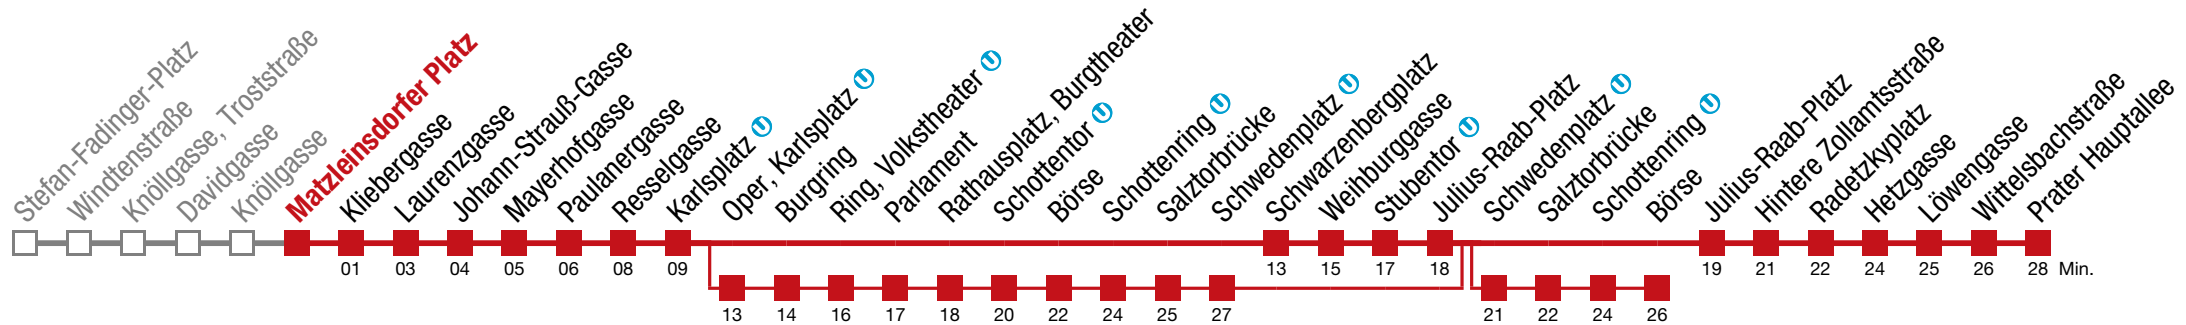 Stefan-Fadinger-Platz
Windtenstraße
Knöllgasse, Troststraße
Davidgasse
Knöllgasse
Matzleinsdorfer Platz
Kliebergasse
Laurenzgasse
Johann-Strauß-Gasse
Mayerhofgasse
Paulanergasse
Resselgasse
Karlsplatz U
Oper, Karlsplatz U
Burgring
Ring, Volkstheater U
Parlament
Rathausplatz, Burgtheater
Schottentor U
Börse
Schottenring U
Salztorbrücke
Schwedenplatz U
Schwarzenbergplatz
Weihburggasse
Stubentor U
Julius-Raab-Platz
Schwedenplatz U
Salztorbrücke
Schottenring U
Börse
Julius-Raab-Platz
Hintere Zollamtsstraße
Radetzkyplatz
Hetzgasse
Löwengasse
Wittelsbachstraße
Prater Hauptallee
01 03 04 05 06 08 09 13 15 17 18 19 21 22 24 25 26 28 Min.
13 14 16 17 18 20 22 24 25 27 21 22 24 26